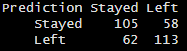 Prediction Stayed Left
Stayed 105 58
Left 62 113